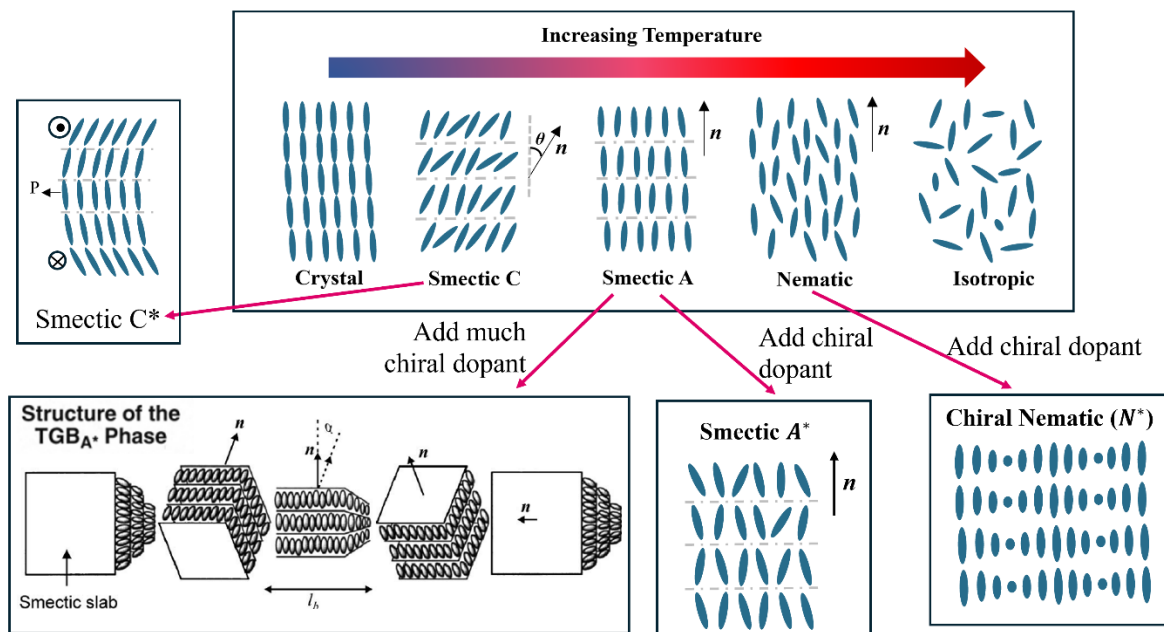 Increasing Temperature
n
θ
n
n
P
Crystal
Smectic C
Smectic A
Nematic
Isotropic
Smectic C*
Add much
chiral dopant
Add chiral
dopant
Add chiral dopant
Structure of the
TGBA* Phase
n
n
α
n
n
Smectic slab
lb
Smectic A*
n
Chiral Nematic (N*)